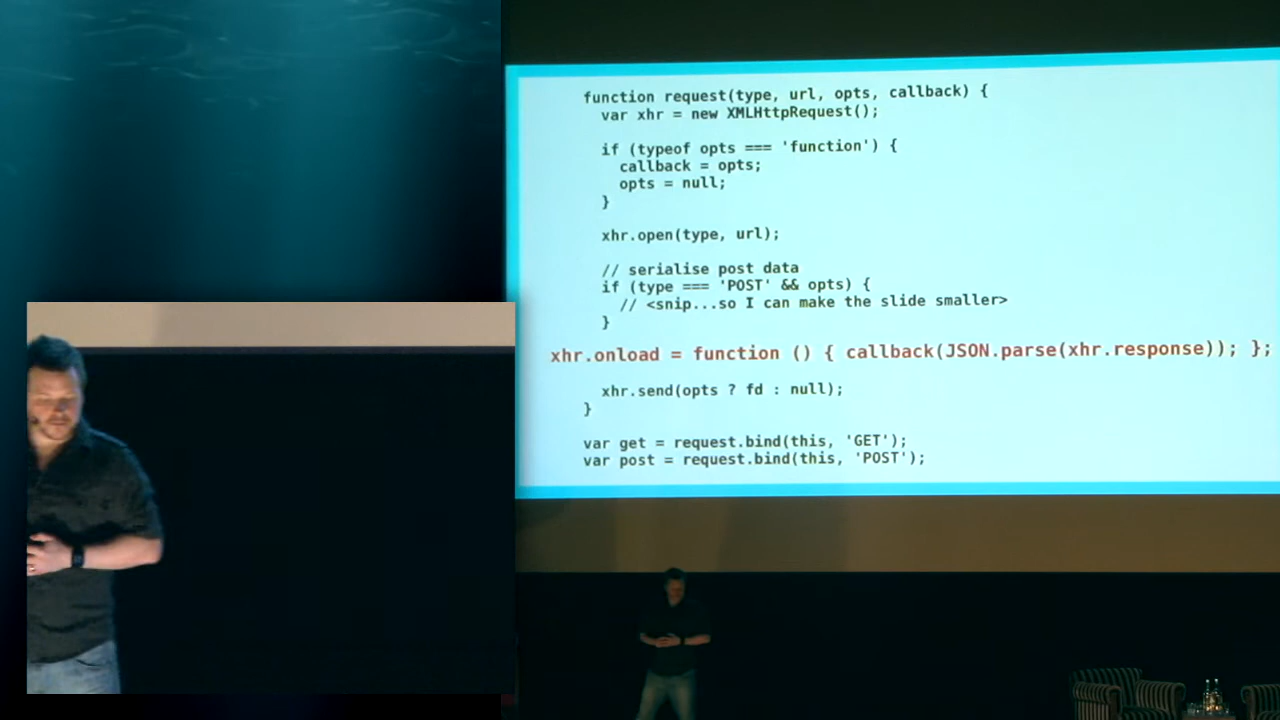 function request(type, url, opts, callback) {
var xhr = new XMLHttpRequest();
if (typeof opts === 'function') {
callback = opts;
opts = null;
}
xhr.open(type, url);
// serialise post data
if (type === 'POST' && opts) {
// <snip...so I can make the slide smaller>
}
xhr.onload = function () { callback(JSON.parse(xhr.response)); };
xhr.send(opts ? fd : null);
}
var get = request.bind(this, 'GET');
var post = request.bind(this, 'POST');